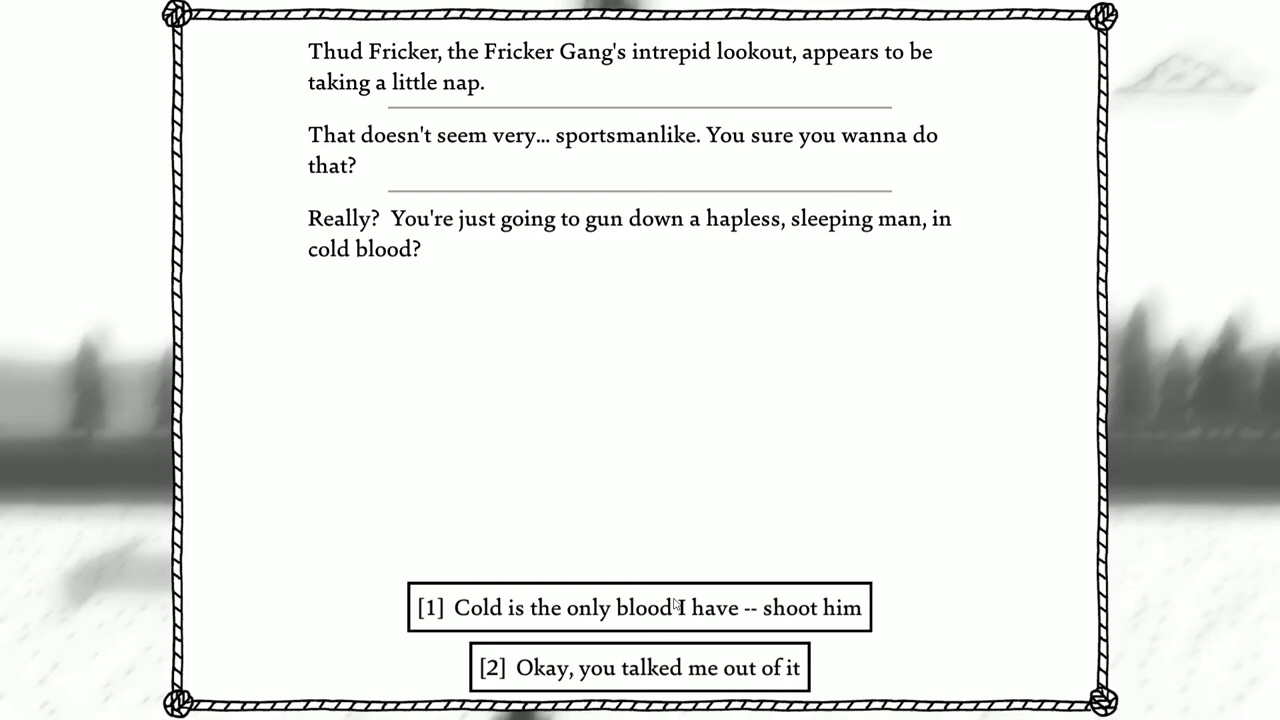 Thud Fricker, the Fricker Gang's intrepid lookout, appears to be
taking a little nap.
That doesn't seem very... sportsmanlike. You sure you wanna do
that?
Really?  You're just going to gun down a hapless, sleeping man, in
cold blood?
[1] Cold is the only blood I have -- shoot him
[2] Okay, you talked me out of it